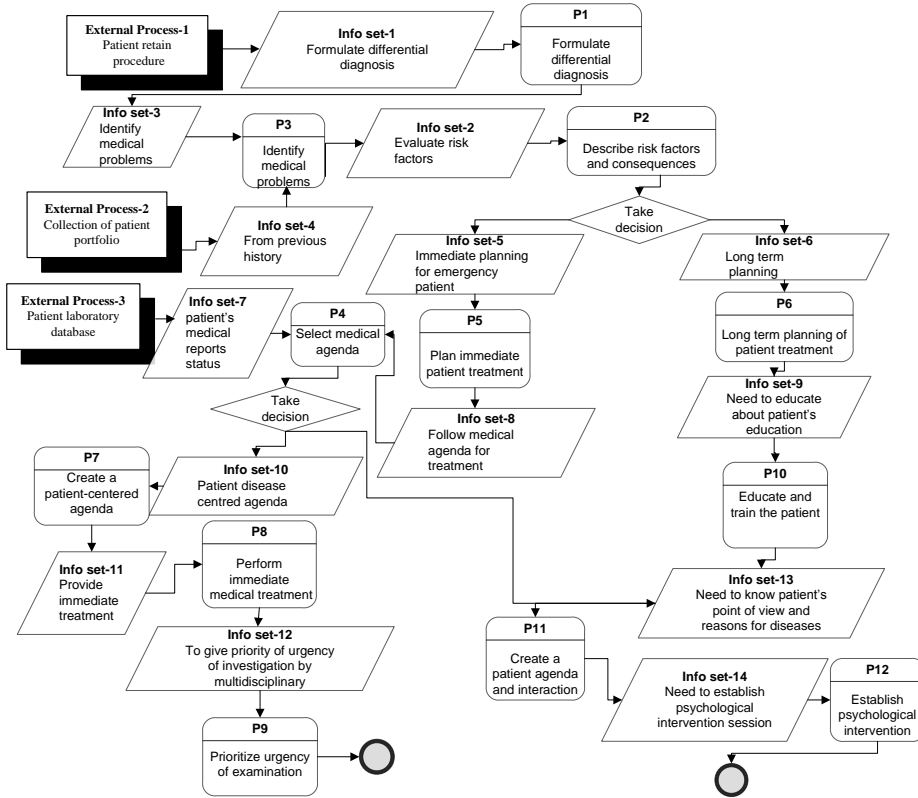 External Process-1
Patient retain
procedure
Info set-1
Formulate differential
diagnosis
P1
Formulate
differential
diagnosis
Info set-3
Identify
medical
problems
P3
Identify
medical
problems
Info set-2
Evaluate risk
factors
P2
Describe risk factors
and consequences
External Process-2
Collection of patient
portfolio
Info set-4
From previous
history
Take
decision
Info set-5
Immediate planning
for emergency
patient
Info set-6
Long term
planning
External Process-3
Patient laboratory
database
Info set-7
patient's
medical
reports
status
P4
Select medical
agenda
P5
Plan immediate
patient treatment
P6
Long term planning of
patient treatment
Take
decision
Info set-8
Follow medical
agenda for
treatment
Info set-9
Need to educate
about patient's
education
P7
Create a
patient-centered
agenda
Info set-10
Patient disease
centred agenda
P10
Educate and
train the patient
Info set-11
Provide
immediate
treatment
P8
Perform
immediate
medical treatment
Info set-13
Need to know patient's
point of view and
reasons for diseases
Info set-12
To give priority of urgency
of investigation by
multidisciplinary
P11
Create a
patient agenda
and interaction
Info set-14
Need to establish
psychological
intervention session
P12
Establish
psychological
intervention
P9
Prioritize urgency
of examination